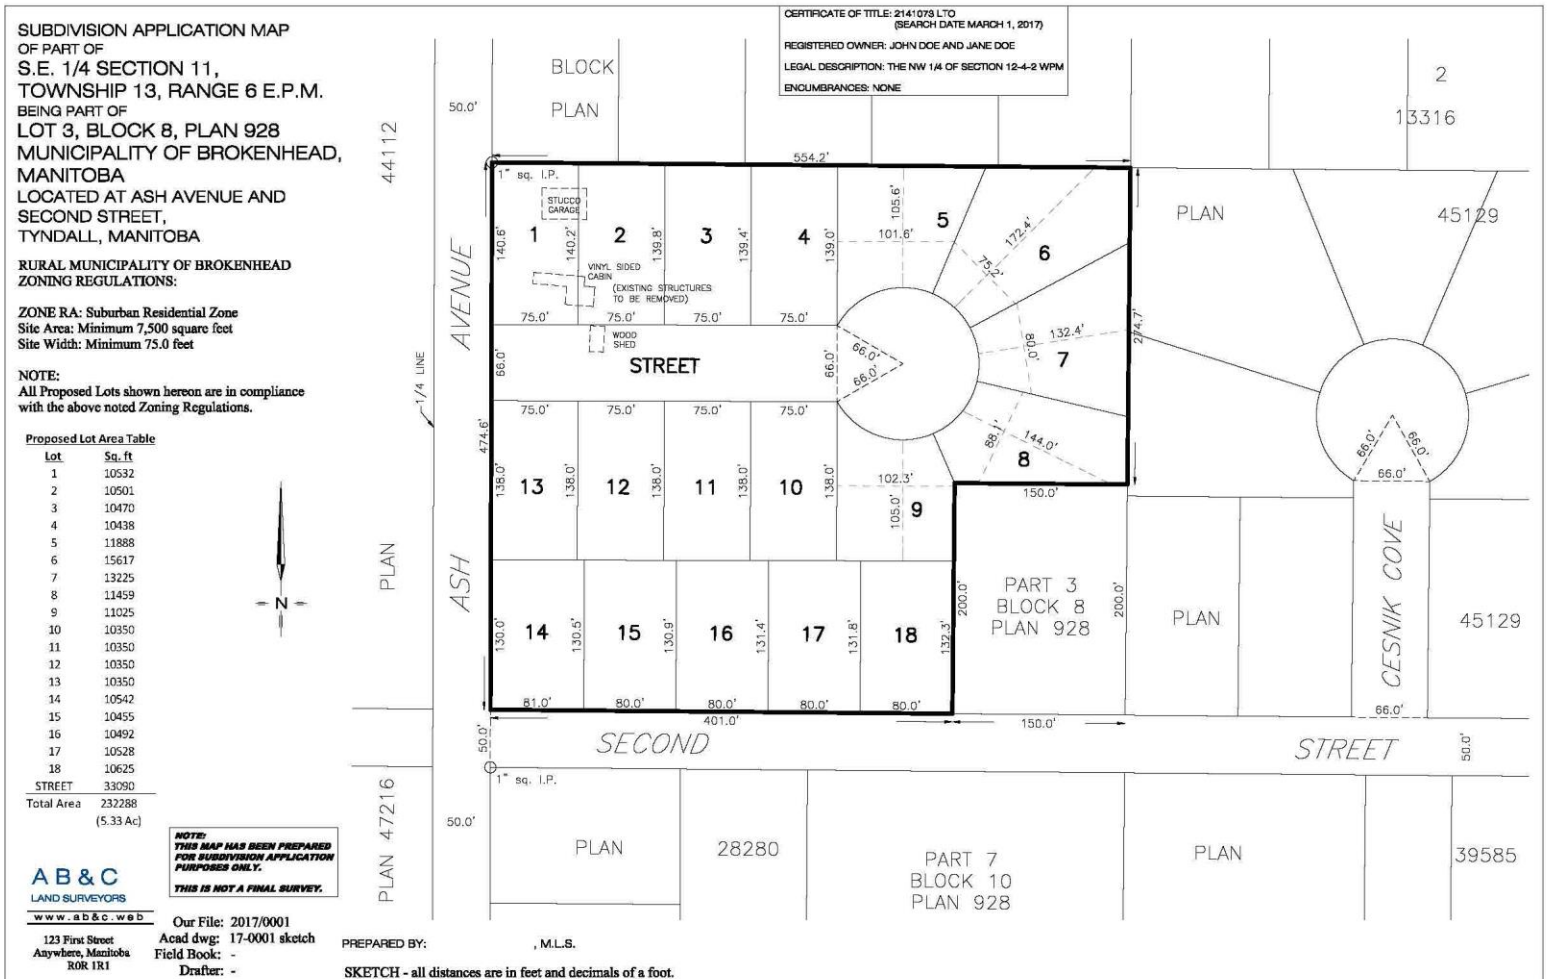 SUBDIVISION APPLICATION MAP
OF PART OF
S.E. 1/4 SECTION 11,
TOWNSHIP 13, RANGE 6 E.P.M.
BEING PART OF
LOT 3, BLOCK 8, PLAN 928
MUNICIPALITY OF BROKENHEAD,
MANITOBA
LOCATED AT ASH AVENUE AND
SECOND STREET,
TYNDALL, MANITOBA
RURAL MUNICIPALITY OF BROKENHEAD
ZONING REGULATIONS:
ZONE RA: Suburban Residential Zone
Site Area: Minimum 7,500 square feet
Site Width: Minimum 75.0 feet
NOTE:
All Proposed Lots shown hereon are in compliance
with the above noted Zoning Regulations.
Proposed Lot Area Table
Lot Sq. ft
1 10532
2 10501
3 10470
4 10438
5 11888
6 15617
7 13225
8 11459
9 11025
10 10350
11 10350
12 10350
13 10350
14 10542
15 10455
16 10492
17 10528
18 10625
STREET 33090
Total Area 232288
(5.33 Ac)
N
NOTE:
THIS MAP HAS BEEN PREPARED
FOR SUBDIVISION APPLICATION
PURPOSES ONLY.
THIS IS NOT A FINAL SURVEY.
AB&C
LAND SURVEYORS
www.ab&c.web
123 First Street
Anywhere, Manitoba
R0R 1R1
Our File: 2017/0001
Acad dwg: 17-0001 sketch
Field Book: -
Drafter: -
PREPARED BY: , M.L.S.
SKETCH - all distances are in feet and decimals of a foot.
CERTIFICATE OF TITLE: 2141073 LTO
(SEARCH DATE MARCH 1, 2017)
REGISTERED OWNER: JOHN DOE AND JANE DOE
LEGAL DESCRIPTION: THE NW 1/4 OF SECTION 12-4-2 WPM
ENCUMBRANCES: NONE
BLOCK
PLAN
2
13316
50.0'
44112
554.2'
1" sq. I.P.
STUCCO
GARAGE
1
2
3
4
5
6
140.6'
140.2'
139.8'
139.4'
139.0'
105.6'
101.6'
172.4'
75.2'
PLAN
45129
VINYL SIDED
CABIN
(EXISTING STRUCTURES
TO BE REMOVED)
75.0'
75.0'
75.0'
75.0'
WOOD
SHED
AVENUE
1/4 LINE
66.0'
STREET
66.0'
66.0'
66.0'
80.0'
132.4'
7
274.7'
75.0'
75.0'
75.0'
75.0'
474.6'
138.0'
13
138.0'
12
138.0'
11
138.0'
10
138.0'
102.3'
105.0'
9
88.1'
144.0'
8
150.0'
66.0'
66.0'
66.0'
PLAN
ASH
130.0'
14
130.5'
15
130.9'
16
131.4'
17
131.8'
18
132.3'
200.0'
PART 3
BLOCK 8
PLAN 928
200.0'
PLAN
CESNIK COVE
45129
81.0'
80.0'
80.0'
80.0'
80.0'
401.0'
150.0'
66.0'
50.0'
SECOND
STREET
50.0'
1" sq. I.P.
PLAN 47216
50.0'
PLAN
28280
PART 7
BLOCK 10
PLAN 928
PLAN
39585